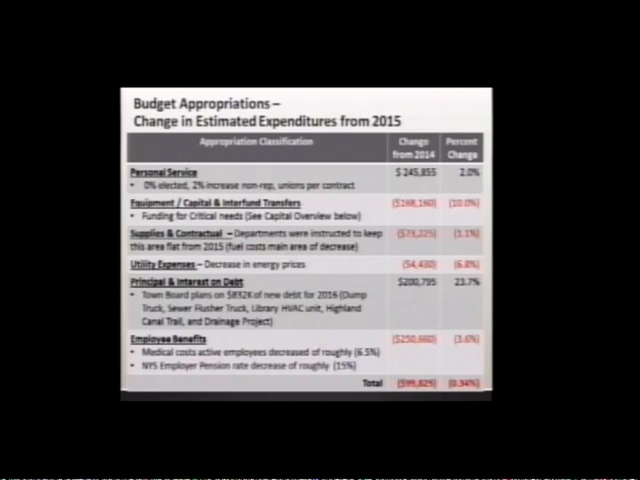 Budget Appropriations –
Change in Estimated Expenditures from 2015
Appropriation Classification Change from 2014 Percent Change
Personal Service $ 245,855 2.0%
• 0% elected, 2% increase non-rep, unions per contract
Equipment / Capital & Interfund Transfers ($168,160) (10.0%)
• Funding for Critical needs (See Capital Overview below)
Supplies & Contractual – Departments were instructed to keep ($73,225) (1.1%)
this area flat from 2015 (fuel costs main area of decrease)
Utility Expenses – Decrease in energy prices (54,430) (6.8%)
Principal & Interest on Debt $200,795 23.7%
• Town Board plans on $832K of new debt for 2016 (Dump
Truck, Sewer Flusher Truck, Library HVAC unit, Highland
Canal Trail, and Drainage Project)
Employee Benefits ($250,660) (3.6%)
• Medical costs active employees decreased of roughly (6.5%)
• NYS Employer Pension rate decrease of roughly (15%)
Total ($99,825) (0.34%)